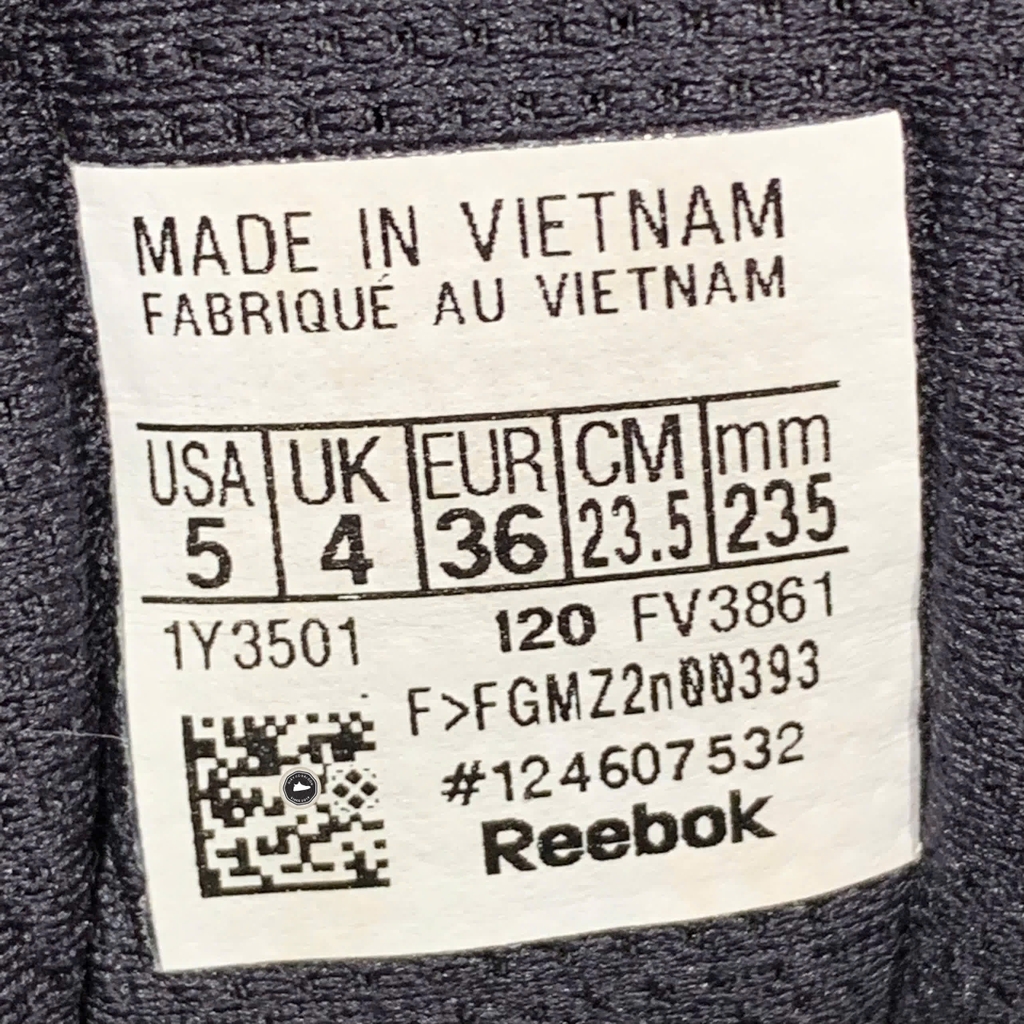 MADE IN VIETNAM
FABRIQUÉ AU VIETNAM
USA UK EUR CM mm
5 4 36 23.5 235
1Y3501 120 FV3861
F>FGMZ2n00393
#124607532
Reebok